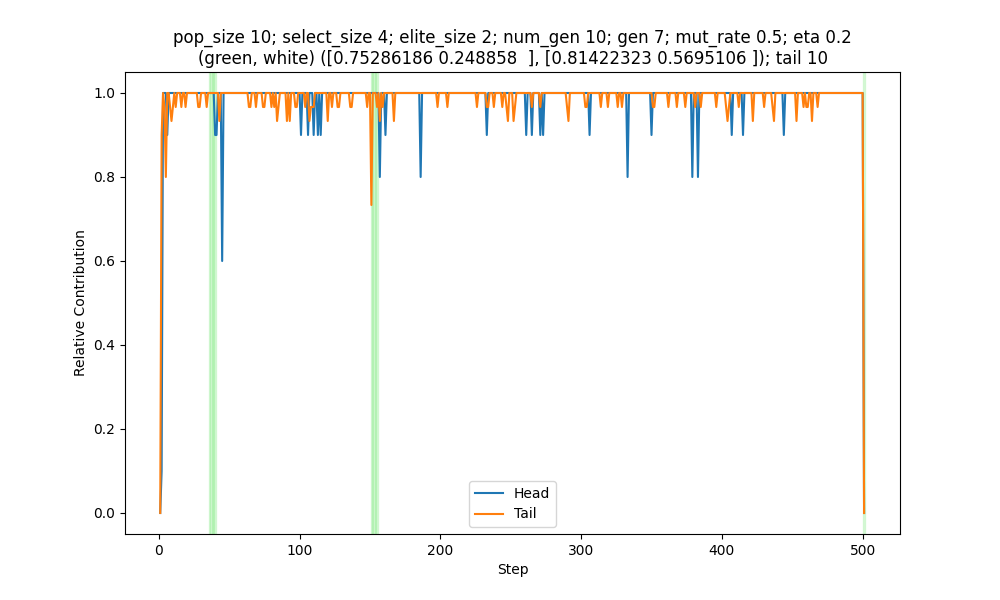 pop_size 10; select_size 4; elite_size 2; num_gen 10; gen 7; mut_rate 0.5; eta 0.2
(green, white) ([0.75286186 0.248858  ], [0.81422323 0.5695106 ]); tail 10
1.0
0.8
0.6
0.4
0.2
0.0
Relative Contribution
Head
Tail
0
100
200
300
400
500
Step